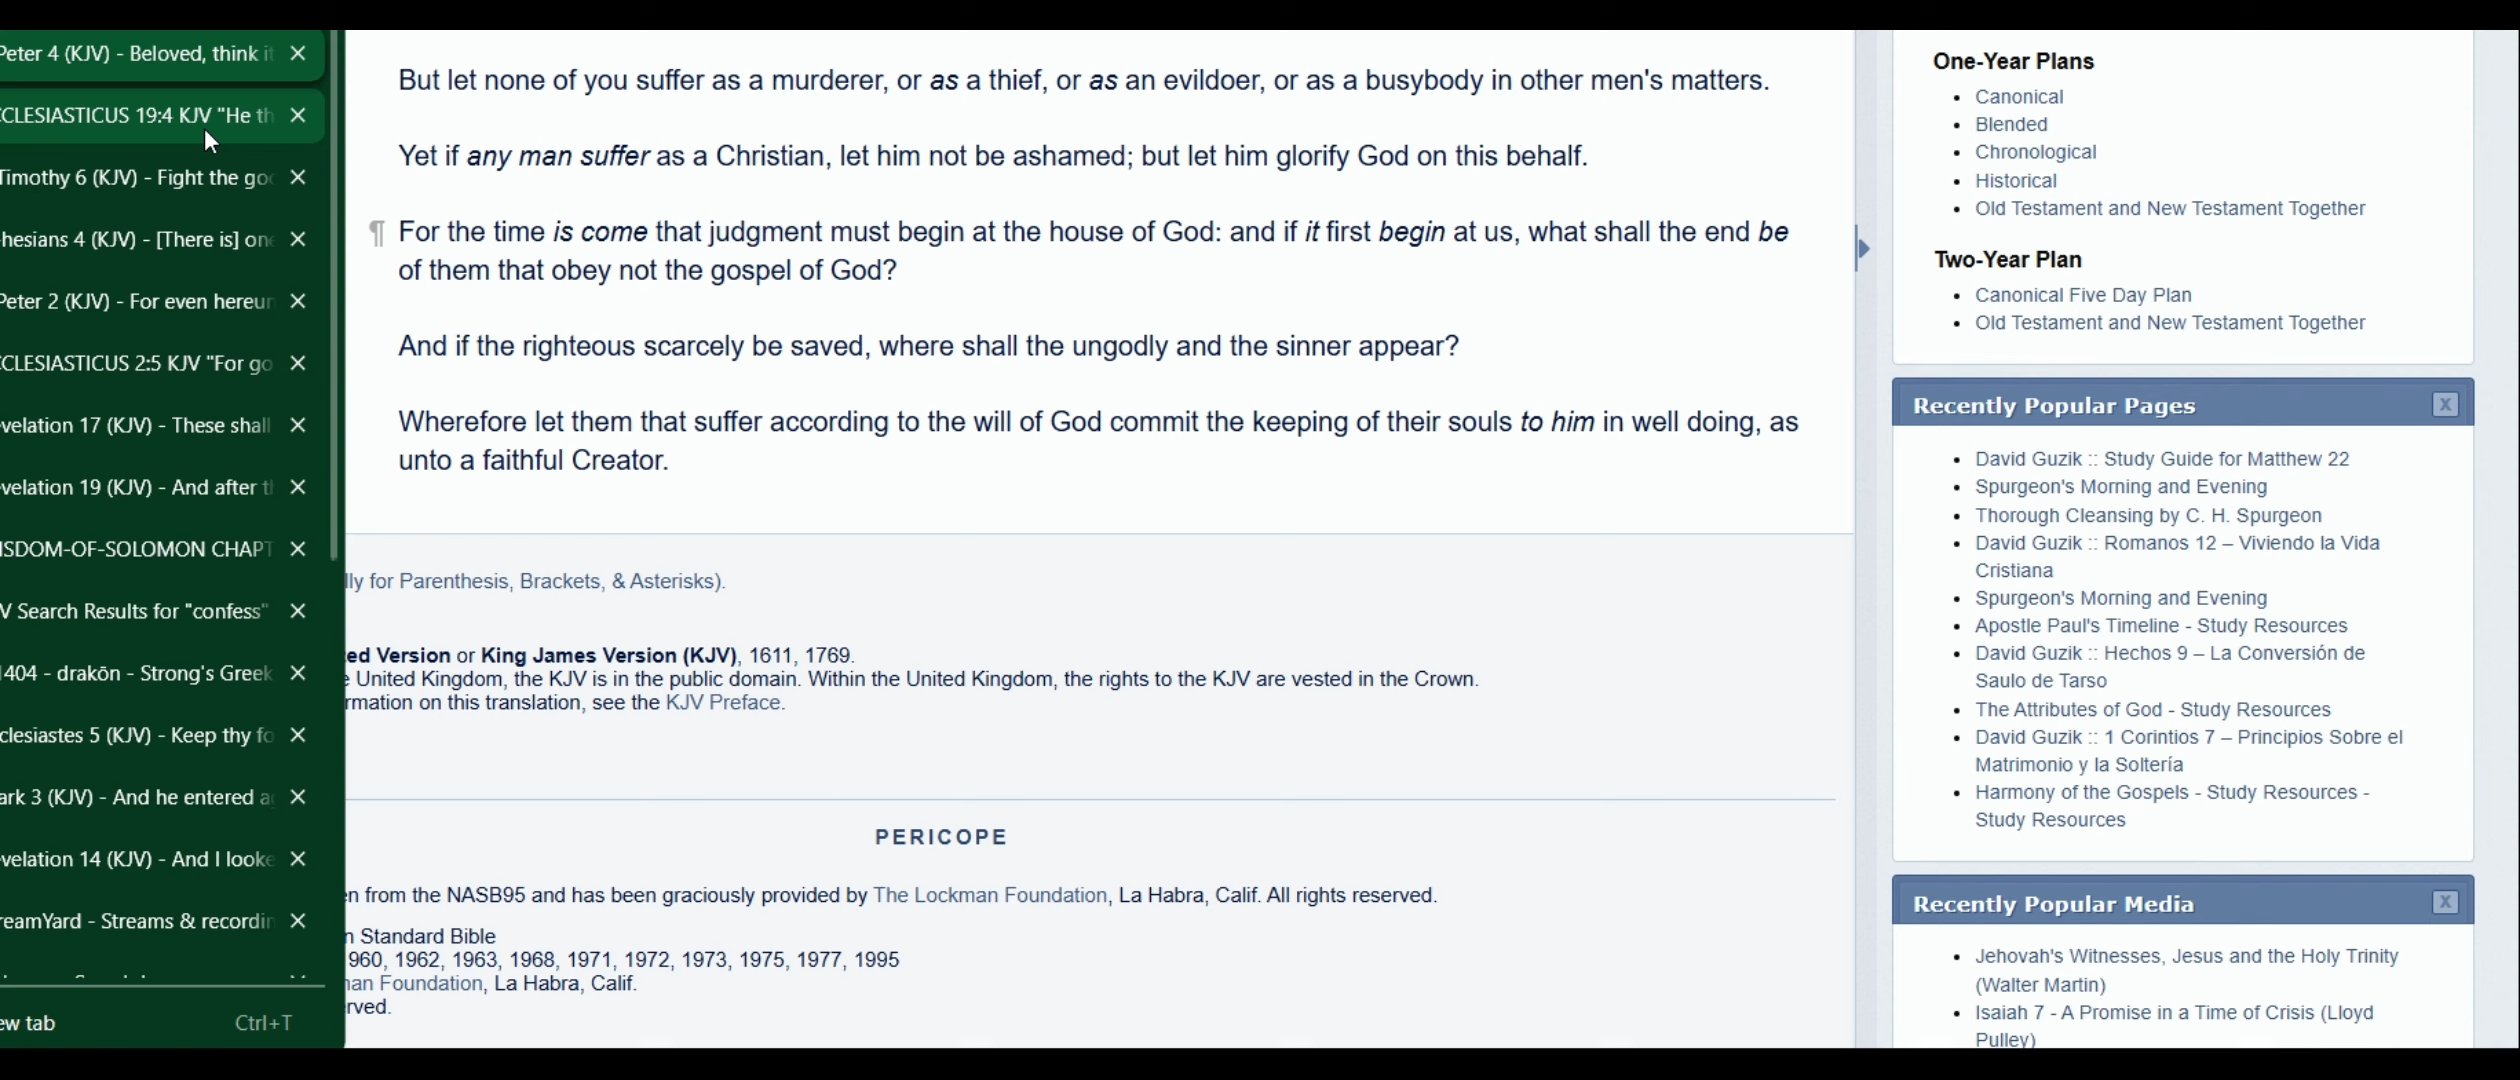 Peter 4 (KJV) - Beloved, think it
CLESIASTICUS 19:4 KJV "He th
Timothy 6 (KJV) - Fight the goo
hesians 4 (KJV) - [There is] one
Peter 2 (KJV) - For even hereun
CLESIASTICUS 2:5 KJV "For go
velation 17 (KJV) - These shall
velation 19 (KJV) - And after th
ISDOM-OF-SOLOMON CHAPT
V Search Results for "confess"
1404 - drakōn - Strong's Greek
clesiastes 5 (KJV) - Keep thy fo
ark 3 (KJV) - And he entered a
velation 14 (KJV) - And I looke
reamYard - Streams & recordin
ew tab Ctrl+T
But let none of you suffer as a murderer, or as a thief, or as an evildoer, or as a busybody in other men's matters.
Yet if any man suffer as a Christian, let him not be ashamed; but let him glorify God on this behalf.
¶ For the time is come that judgment must begin at the house of God: and if it first begin at us, what shall the end be
of them that obey not the gospel of God?
And if the righteous scarcely be saved, where shall the ungodly and the sinner appear?
Wherefore let them that suffer according to the will of God commit the keeping of their souls to him in well doing, as
unto a faithful Creator.
lly for Parenthesis, Brackets, & Asterisks).
ed Version or King James Version (KJV), 1611, 1769.
e United Kingdom, the KJV is in the public domain. Within the United Kingdom, the rights to the KJV are vested in the Crown.
rmation on this translation, see the KJV Preface.
PERICOPE
en from the NASB95 and has been graciously provided by The Lockman Foundation, La Habra, Calif. All rights reserved.
n Standard Bible
960, 1962, 1963, 1968, 1971, 1972, 1973, 1975, 1977, 1995
man Foundation, La Habra, Calif.
rved.
One-Year Plans
• Canonical
• Blended
• Chronological
• Historical
• Old Testament and New Testament Together
Two-Year Plan
• Canonical Five Day Plan
• Old Testament and New Testament Together
Recently Popular Pages X
• David Guzik :: Study Guide for Matthew 22
• Spurgeon's Morning and Evening
• Thorough Cleansing by C. H. Spurgeon
• David Guzik :: Romanos 12 – Viviendo la Vida
Cristiana
• Spurgeon's Morning and Evening
• Apostle Paul's Timeline - Study Resources
• David Guzik :: Hechos 9 – La Conversión de
Saulo de Tarso
• The Attributes of God - Study Resources
• David Guzik :: 1 Corintios 7 – Principios Sobre el
Matrimonio y la Soltería
• Harmony of the Gospels - Study Resources -
Study Resources
Recently Popular Media X
• Jehovah's Witnesses, Jesus and the Holy Trinity
(Walter Martin)
• Isaiah 7 - A Promise in a Time of Crisis (Lloyd
Pulley)